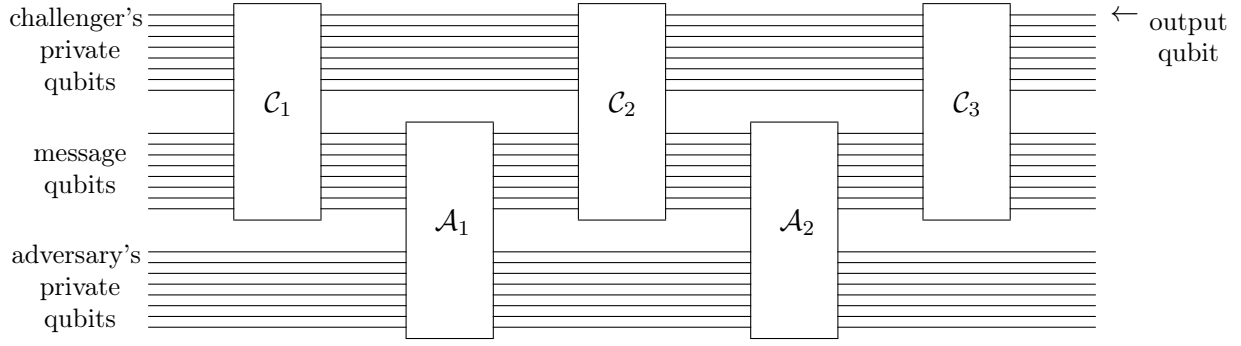 challenger's
private
qubits
← output
qubit
C₁
C₂
C₃
message
qubits
A₁
A₂
adversary's
private
qubits